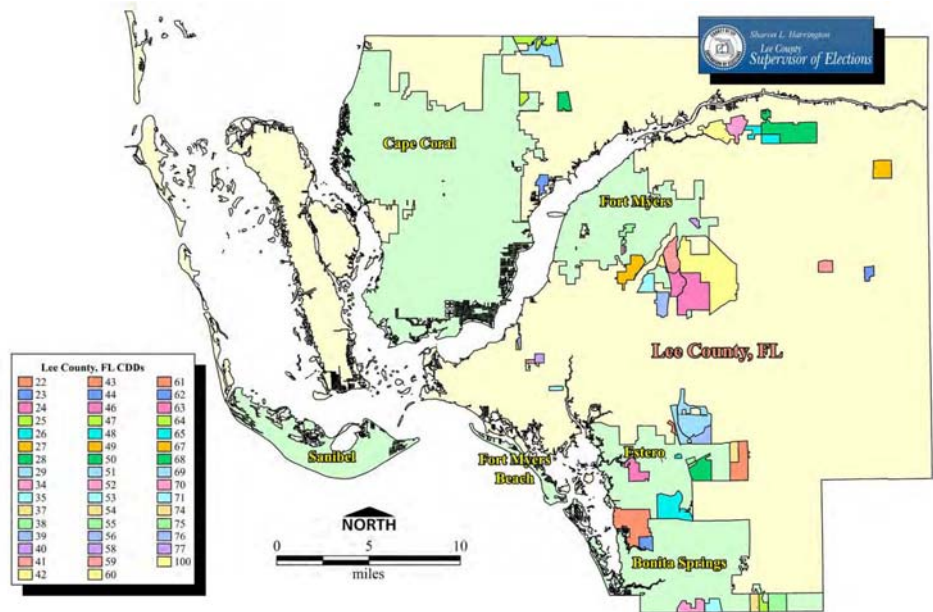 Sharon L. Harrington
Lee County
Supervisor of Elections
Cape Coral
Fort Myers
Lee County, FL
Sanibel
Fort Myers
Beach
Estero
Bonita Springs
NORTH
0 5 10
miles
Lee County, FL CDDs
22 43 61
23 44 62
24 46 63
25 47 64
26 48 65
27 49 67
28 50 68
29 51 69
34 52 70
35 53 71
37 54 74
38 55 75
39 56 76
40 58 77
41 59 100
42 60